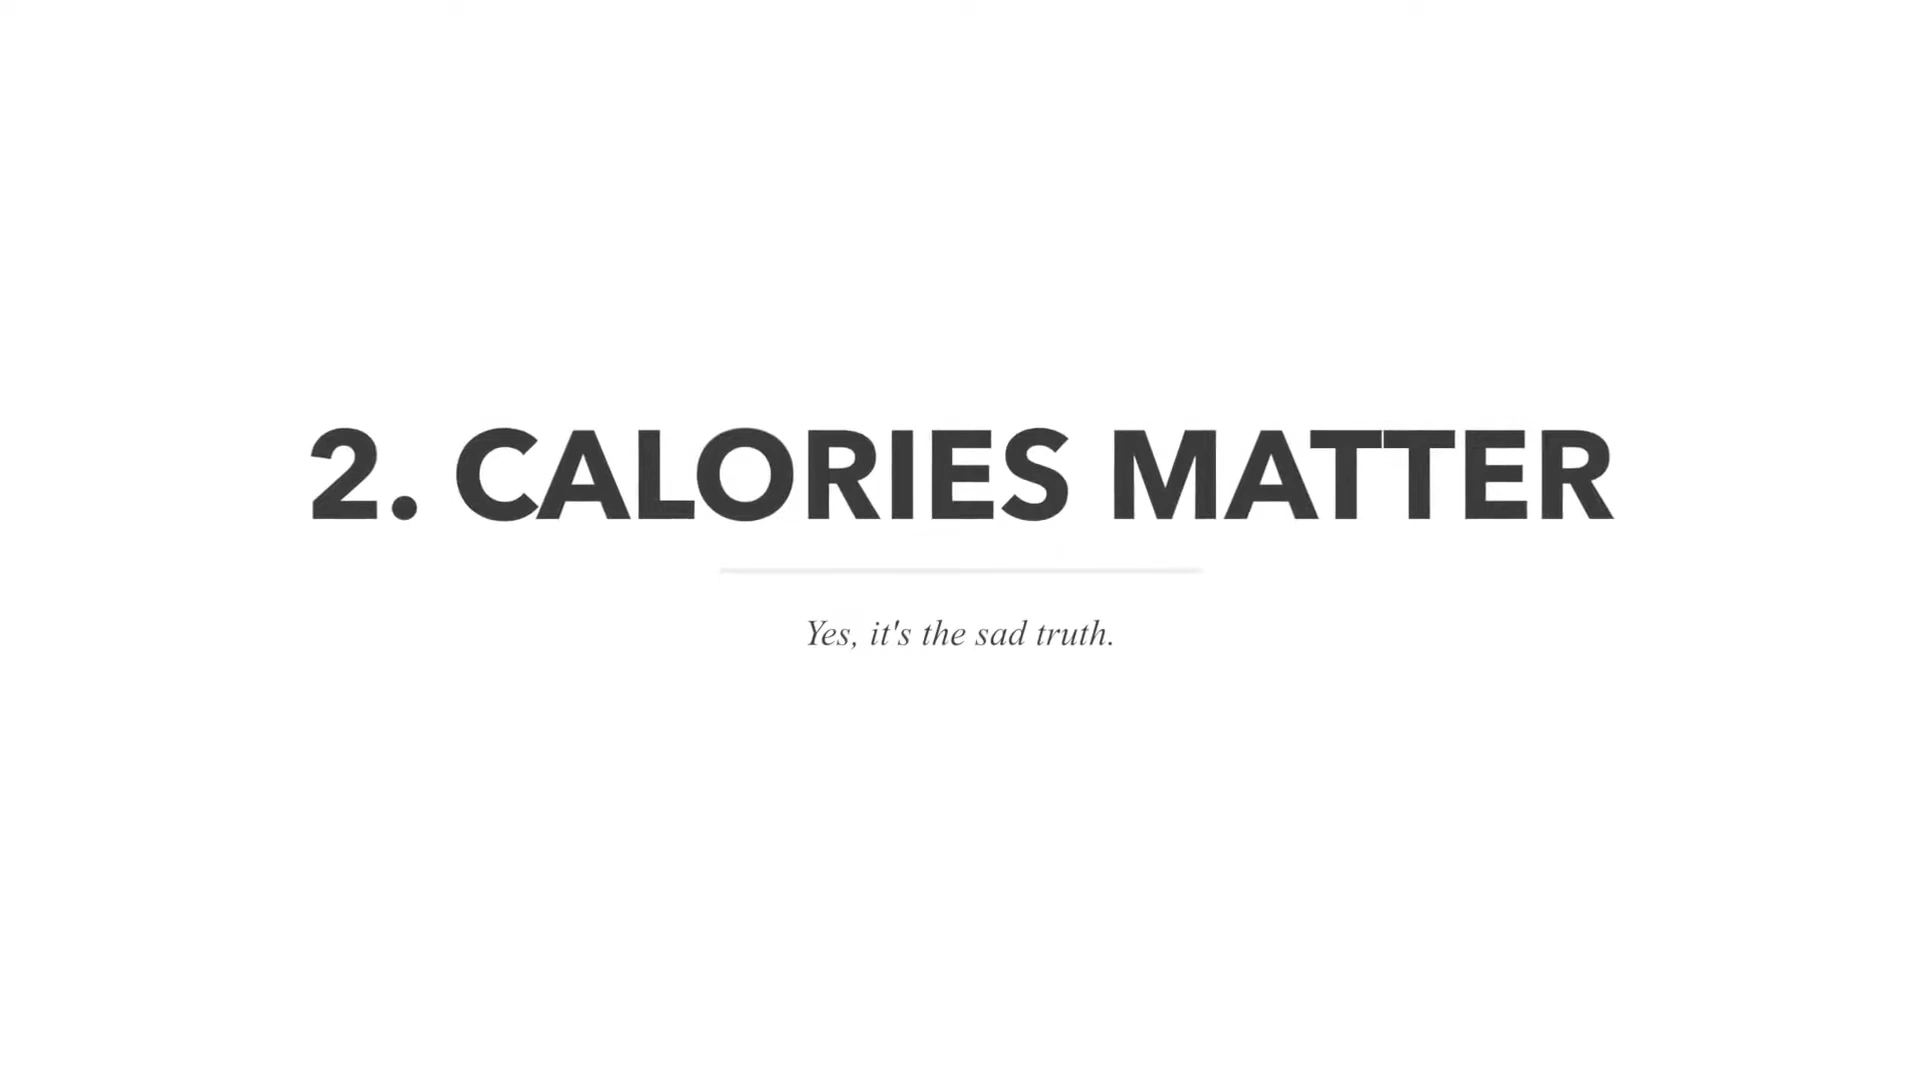 2. CALORIES MATTER
Yes, it's the sad truth.